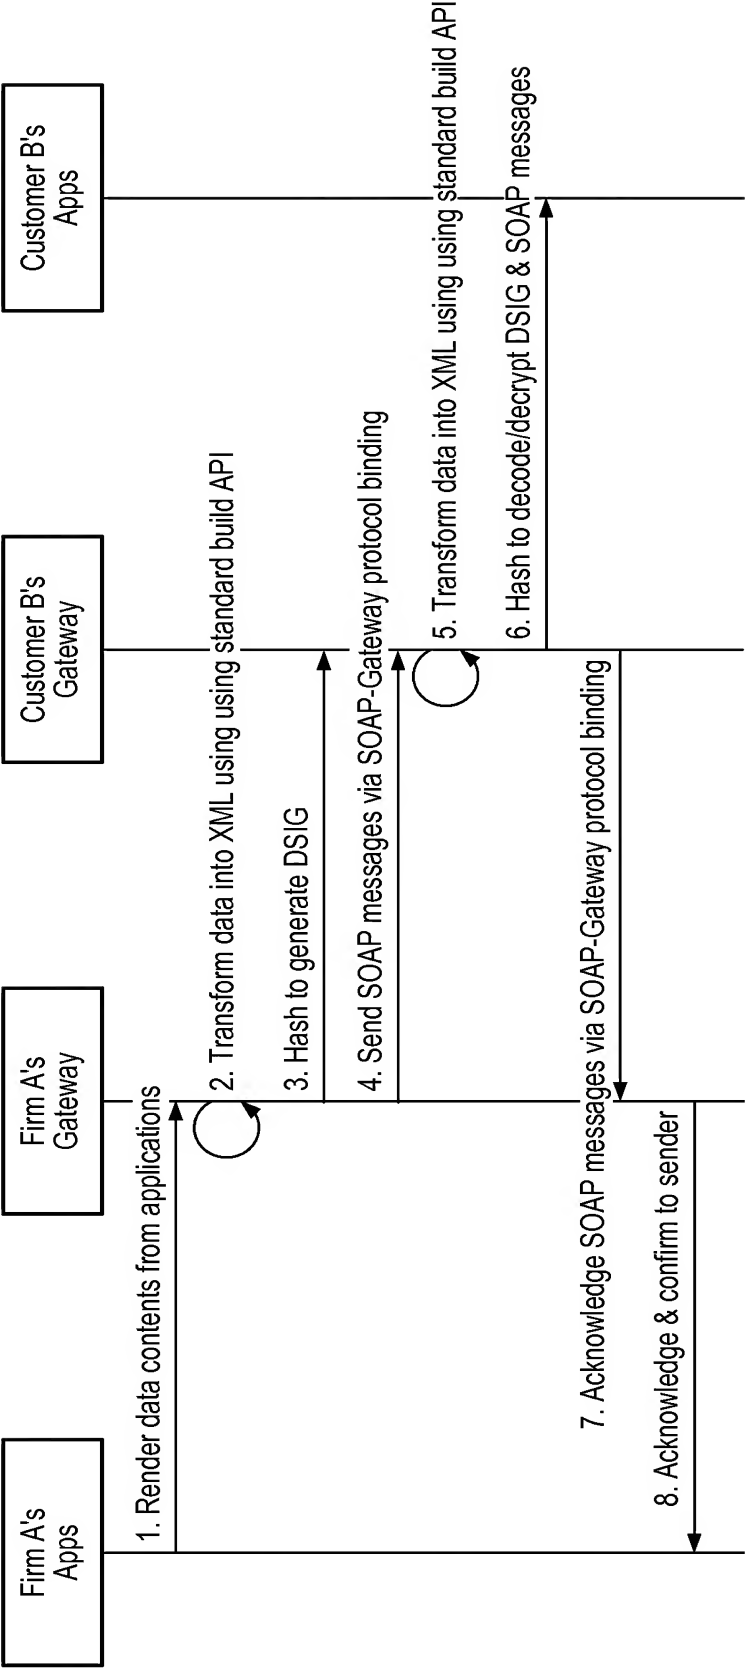 Firm A's
Apps
Firm A's
Gateway
Customer B's
Gateway
Customer B's
Apps
1. Render data contents from applications
2. Transform data into XML using using standard build API
3. Hash to generate DSIG
4. Send SOAP messages via SOAP-Gateway protocol binding
5. Transform data into XML using using standard build API
6. Hash to decode/decrypt DSIG & SOAP messages
7. Acknowledge SOAP messages via SOAP-Gateway protocol binding
8. Acknowledge & confirm to sender